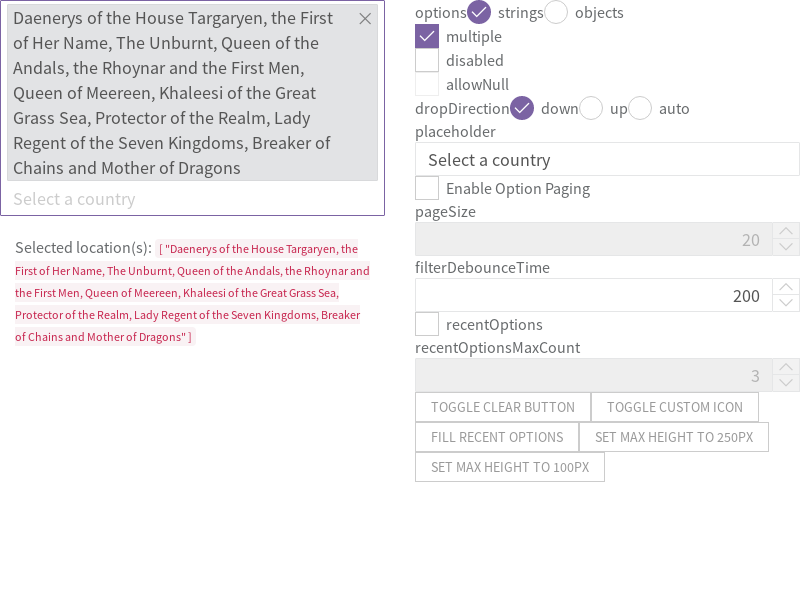 Daenerys of the House Targaryen, the First
of Her Name, The Unburnt, Queen of the
Andals, the Rhoynar and the First Men,
Queen of Meereen, Khaleesi of the Great
Grass Sea, Protector of the Realm, Lady
Regent of the Seven Kingdoms, Breaker of
Chains and Mother of Dragons
Select a country
Selected location(s): [ "Daenerys of the House Targaryen, the
First of Her Name, The Unburnt, Queen of the Andals, the Rhoynar and
the First Men, Queen of Meereen, Khaleesi of the Great Grass Sea,
Protector of the Realm, Lady Regent of the Seven Kingdoms, Breaker
of Chains and Mother of Dragons" ]
options strings objects
multiple
disabled
allowNull
dropDirection down up auto
placeholder
Select a country
Enable Option Paging
pageSize
20
filterDebounceTime
200
recentOptions
recentOptionsMaxCount
3
TOGGLE CLEAR BUTTON TOGGLE CUSTOM ICON
FILL RECENT OPTIONS SET MAX HEIGHT TO 250PX
SET MAX HEIGHT TO 100PX